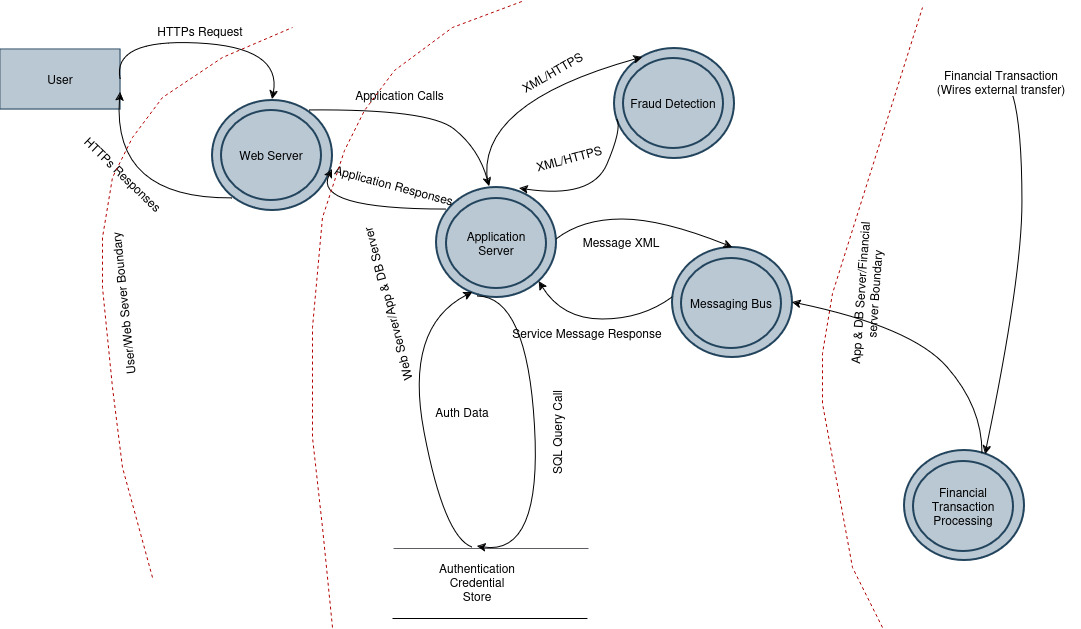 HTTPs Request
User
HTTPs Responses
Web Server
Application Calls
Application Responses
XML/HTTPS
XML/HTTPS
Fraud Detection
Financial Transaction
(Wires external transfer)
Application
Server
Message XML
Messaging Bus
Service Message Response
User/Web Sever Boundary
Web Server/App & DB Server
App & DB Server/Financial
server Boundary
Auth Data
SQL Query Call
Financial
Transaction
Processing
Authentication
Credential
Store